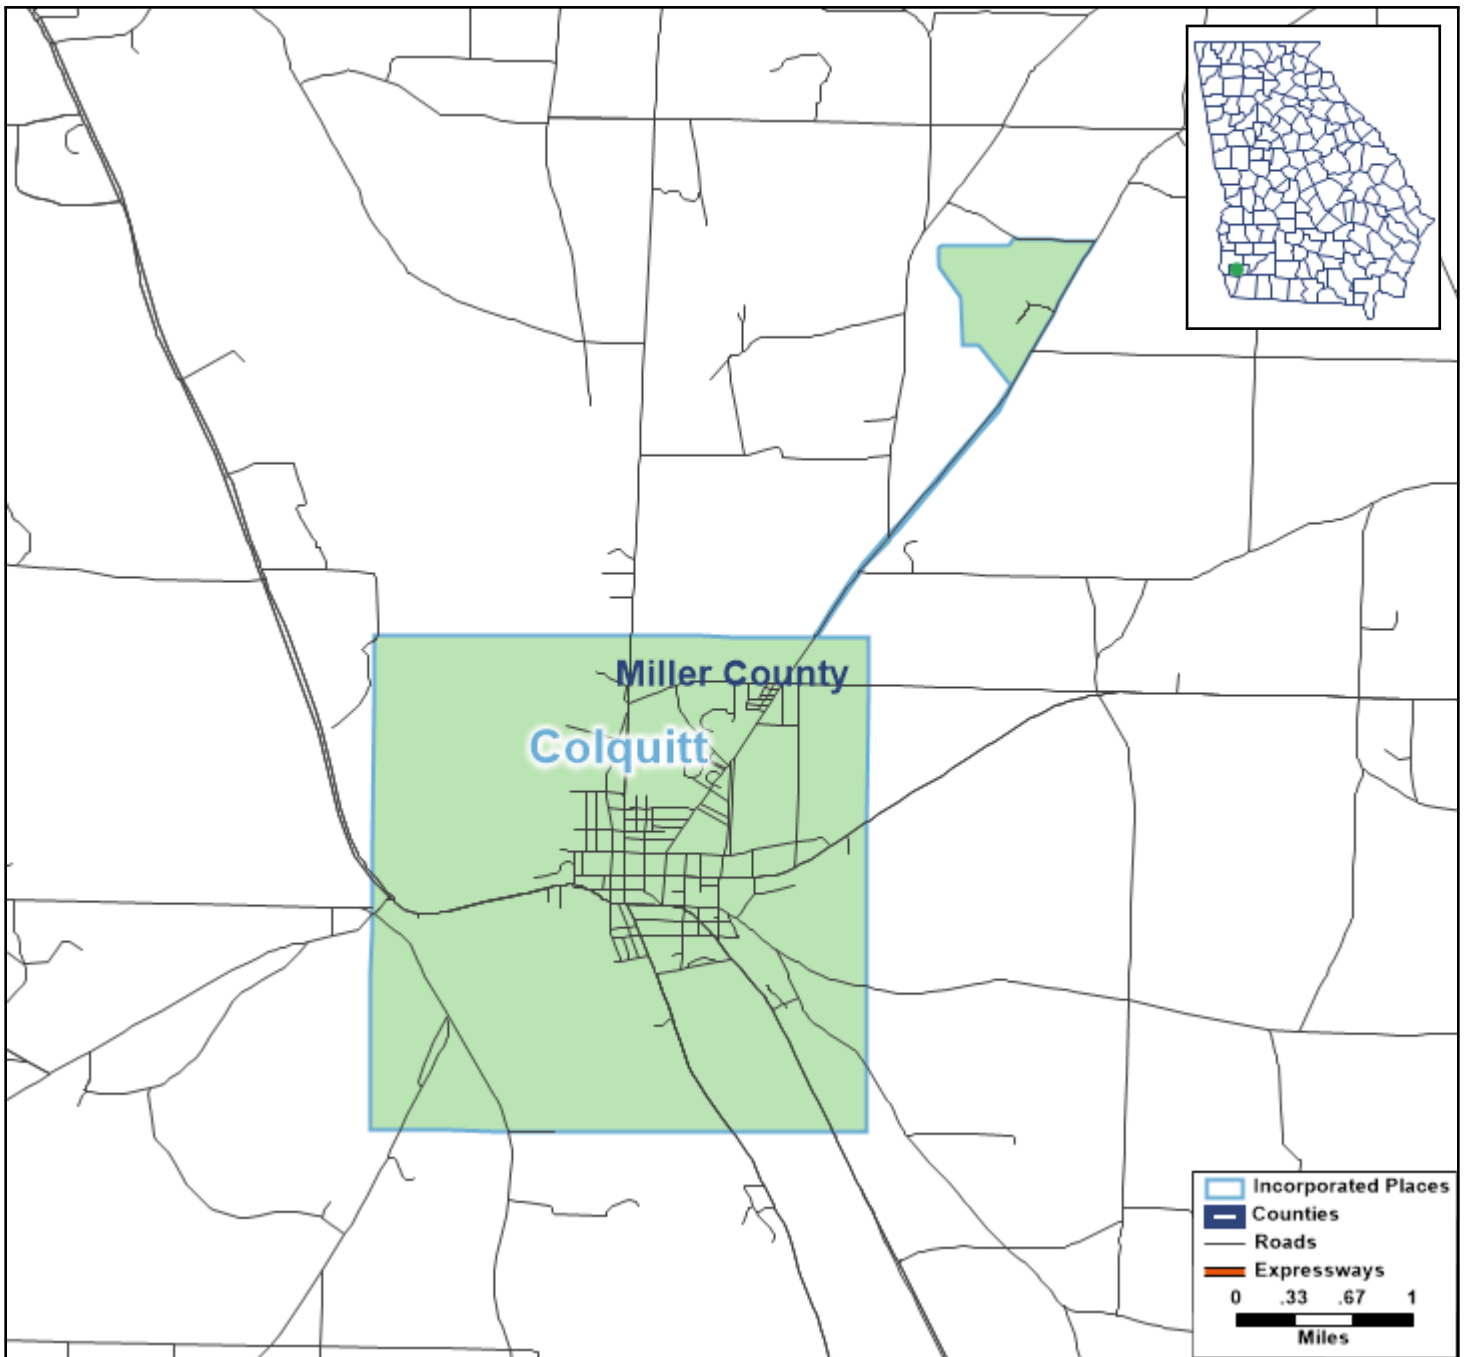 Miller County
Colquitt
Incorporated Places
Counties
Roads
Expressways
0 .33 .67 1
Miles